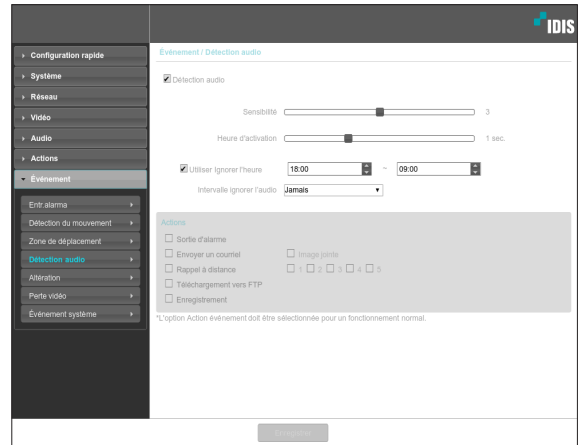 IDIS
Configuration rapide
Système
Réseau
Vidéo
Audio
Actions
Événement
Entr.alarma
Détection du mouvement
Zone de déplacement
Détection audio
Altération
Perte vidéo
Événement système
Événement / Détection audio
Détection audio
Sensibilité 3
Heure d'activation 1 sec.
Utiliser Ignorer l'heure 18:00 ~ 09:00
Intervalle ignorer l'audio Jamais
Actions
Sortie d'alarme
Envoyer un courriel Image jointe
Rappel à distance 1 2 3 4 5
Téléchargement vers FTP
Enregistrement
*L'option Action événement doit être sélectionnée pour un fonctionnement normal.
Enregistrer